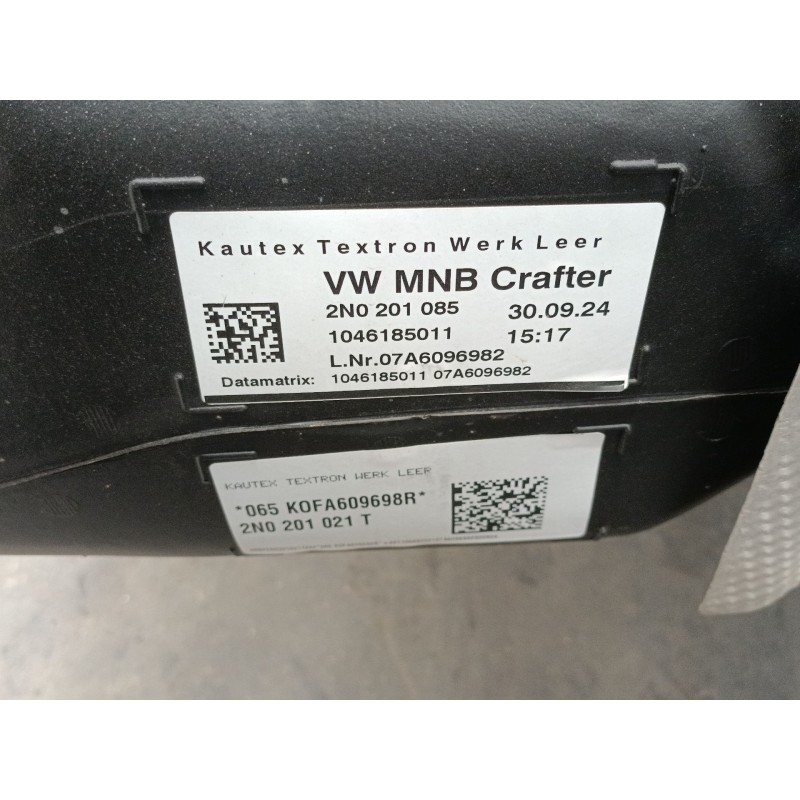 Kautex Textron Werk Leer
VW MNB Crafter
2N0 201 085 30.09.24
1046185011 15:17
L.Nr.07A6096982
Datamatrix: 1046185011 07A6096982
KAUTEX TEXTRON WERK LEER
*065 KOFA609698R*
2N0 201 021 T